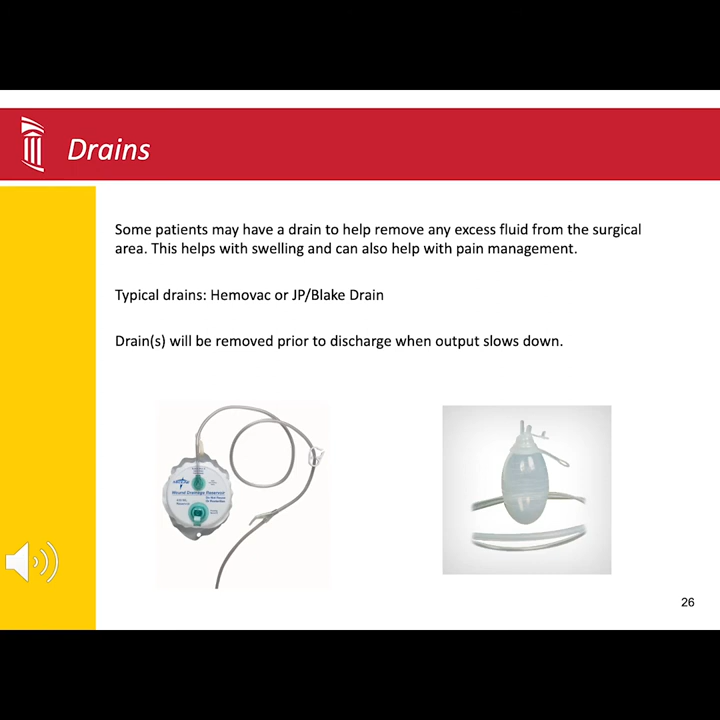 Drains
Some patients may have a drain to help remove any excess fluid from the surgical
area. This helps with swelling and can also help with pain management.
Typical drains: Hemovac or JP/Blake Drain
Drain(s) will be removed prior to discharge when output slows down.
Wound Drainage Reservoir
26